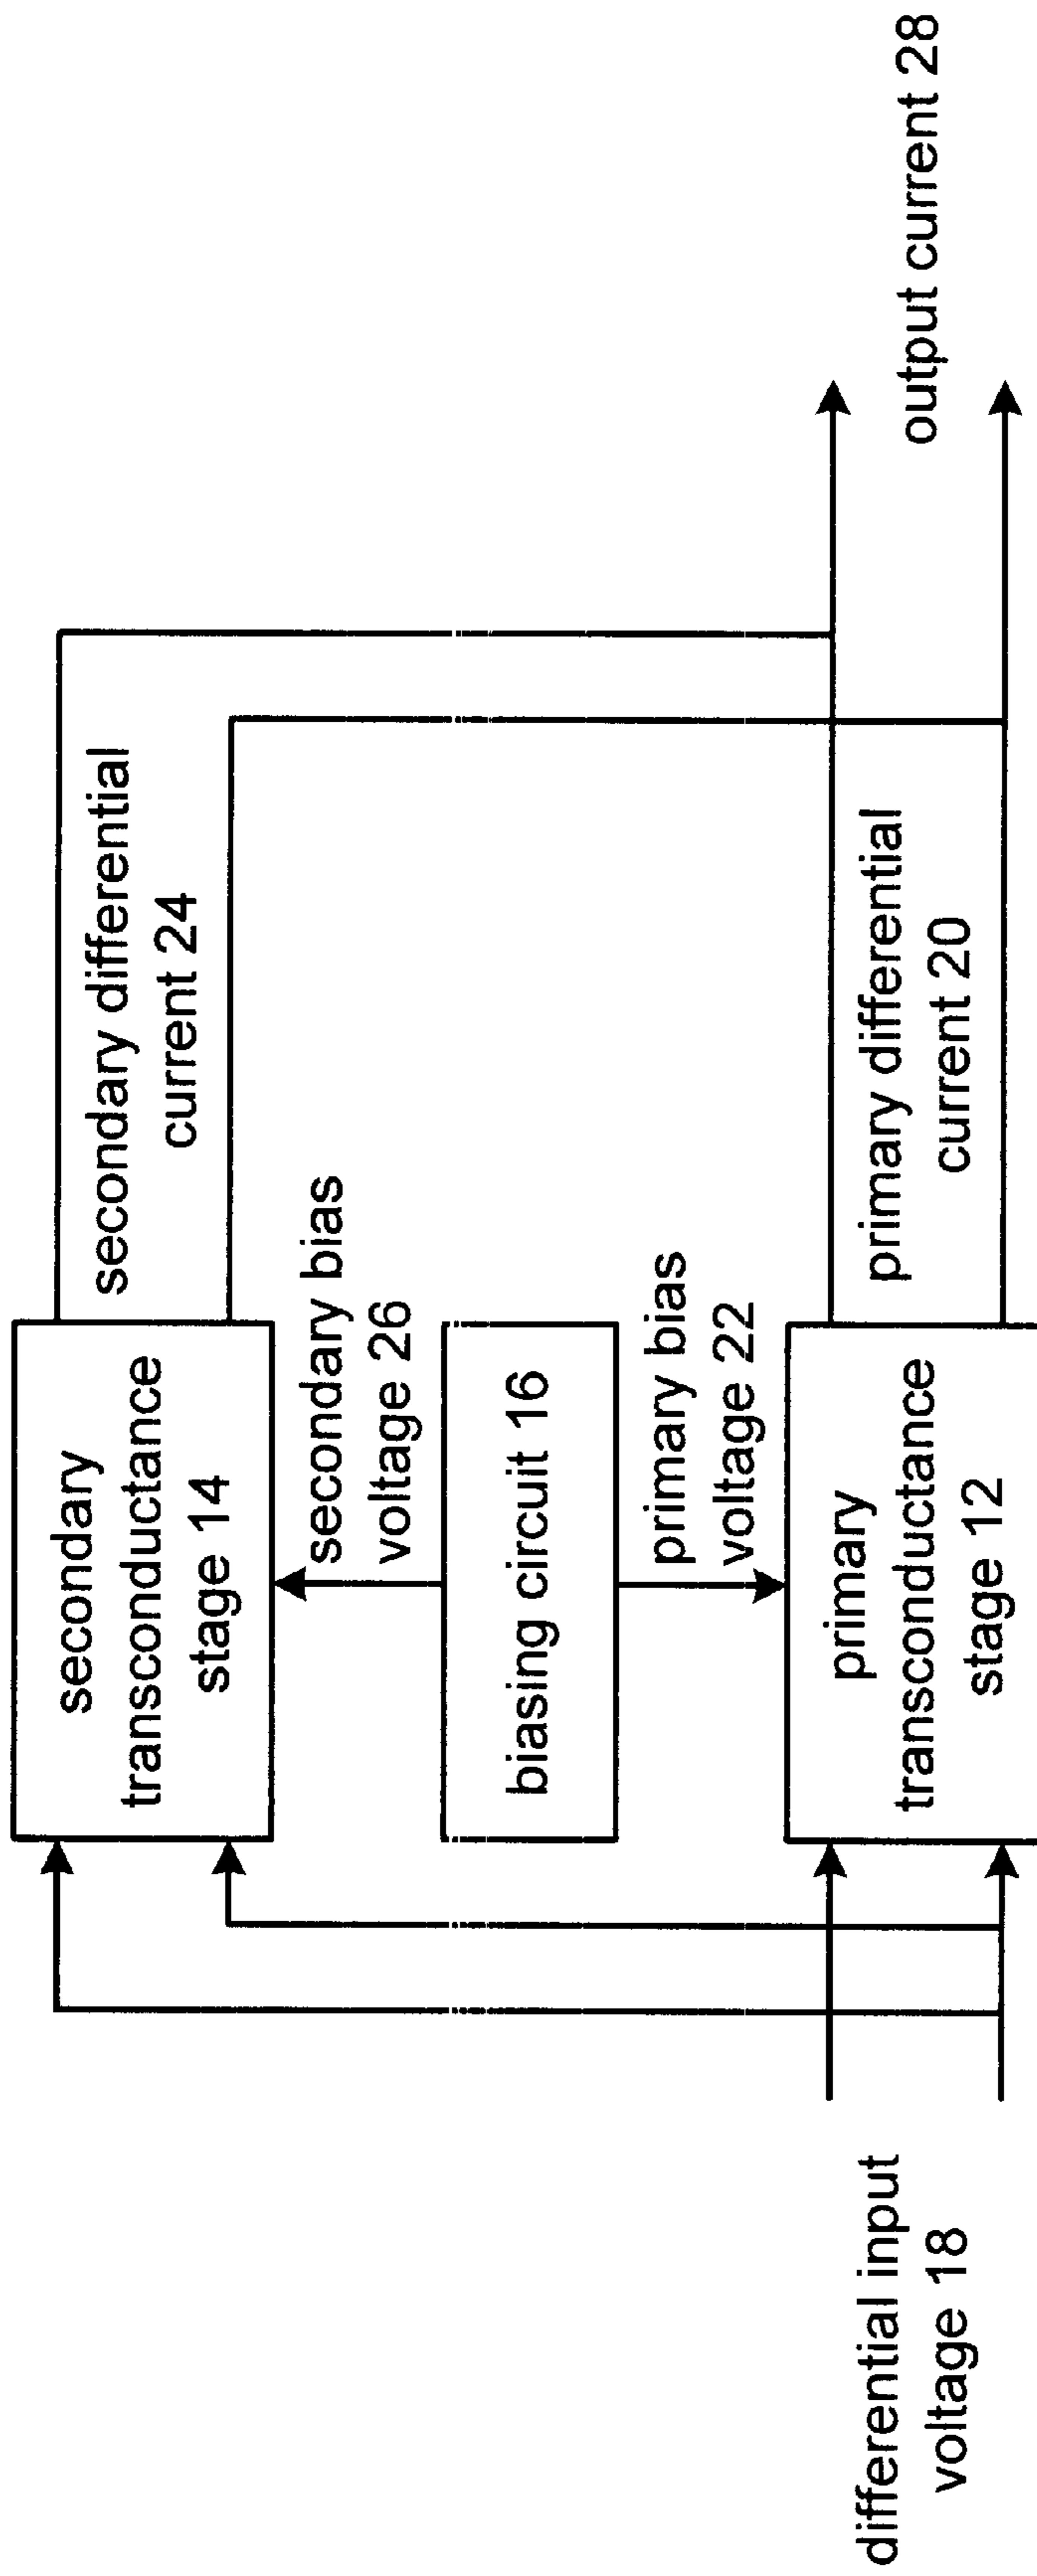 secondary
transconductance
stage 14
secondary differential
current 24
secondary bias
voltage 26
biasing circuit 16
primary bias
voltage 22
differential input
voltage 18
primary
transconductance
stage 12
primary differential
current 20
output current 28